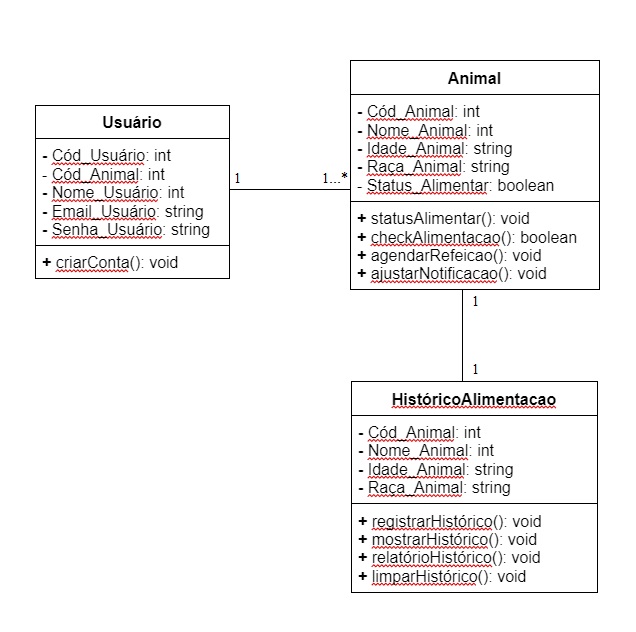 Usuário
- Cód_Usuário: int
- Cód_Animal: int
- Nome_Usuário: int
- Email_Usuário: string
- Senha_Usuário: string
+ criarConta(): void
1
1...*
Animal
- Cód_Animal: int
- Nome_Animal: int
- Idade_Animal: string
- Raça_Animal: string
- Status_Alimentar: boolean
+ statusAlimentar(): void
+ checkAlimentacao(): boolean
+ agendarRefeicao(): void
+ ajustarNotificacao(): void
1
1
HistóricoAlimentacao
- Cód_Animal: int
- Nome_Animal: int
- Idade_Animal: string
- Raça_Animal: string
+ registrarHistórico(): void
+ mostrarHistórico(): void
+ relatórioHistórico(): void
+ limparHistórico(): void